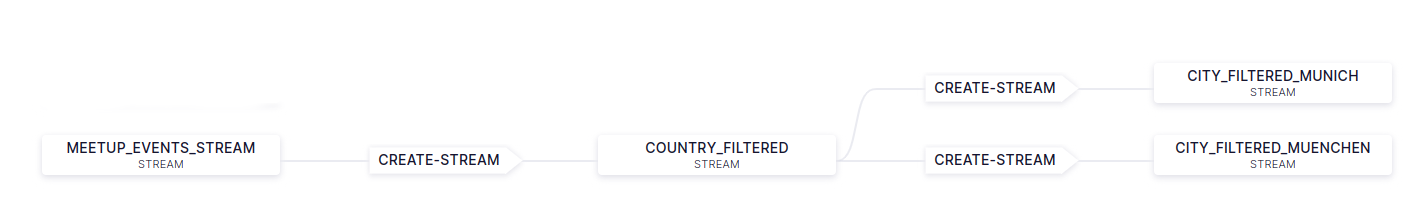 CREATE-STREAM
CITY_FILTERED_MUNICH
STREAM
MEETUP_EVENTS_STREAM
STREAM
CREATE-STREAM
COUNTRY_FILTERED
STREAM
CREATE-STREAM
CITY_FILTERED_MUENCHEN
STREAM